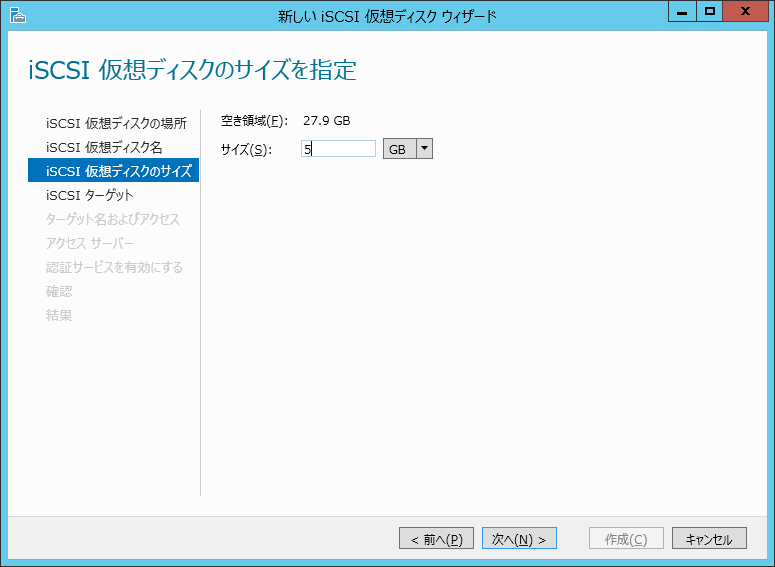 新しい iSCSI 仮想ディスク ウィザード
iSCSI 仮想ディスクのサイズを指定
iSCSI 仮想ディスクの場所
iSCSI 仮想ディスク名
iSCSI 仮想ディスクのサイズ
iSCSI ターゲット
ターゲット名およびアクセス
アクセス サーバー
認証サービスを有効にする
確認
結果
空き領域(F): 27.9 GB
サイズ(S): 5 GB
< 前へ(P) 次へ(N) > 作成(C) キャンセル